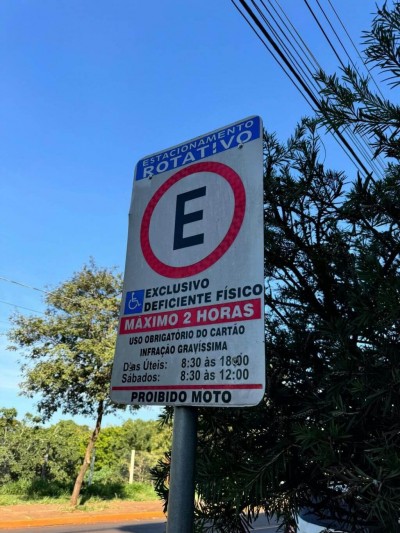 ESTACIONAMENTO
ROTATIVO
E
EXCLUSIVO
DEFICIENTE FÍSICO
MÁXIMO 2 HORAS
USO OBRIGATÓRIO DO CARTÃO
INFRAÇÃO GRAVÍSSIMA
Dias Úteis: 8:30 às 18:00
Sábados: 8:30 às 12:00
PROIBIDO MOTO